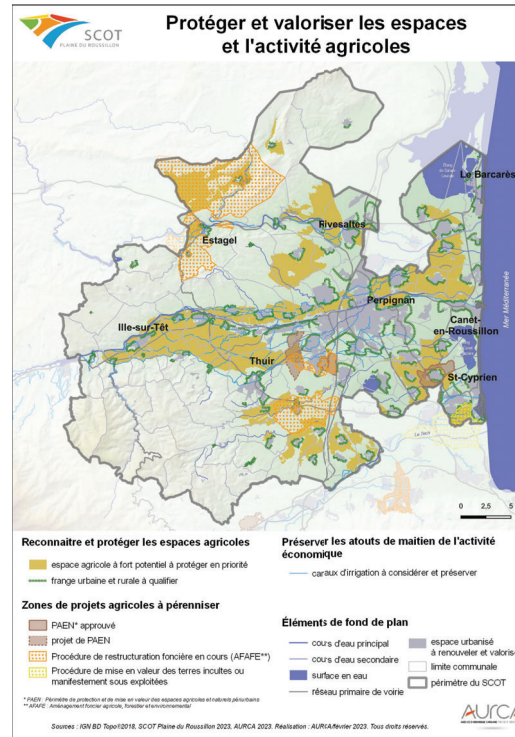 SCOT
PLAINE DU ROUSSILLON
Protéger et valoriser les espaces
et l'activité agricoles
Le Barcarès
Rivesaltes
Estagel
Perpignan
Mer Méditerranée
Canet-
en-Roussillon
Ille-sur-Têt
Thuir
St-Cyprien
0 2,5 5
Reconnaitre et protéger les espaces agricoles
espace agricole à fort potentiel à protéger en priorité
frange urbaine et rurale à qualifier
Zones de projets agricoles à pérenniser
PAEN* approuvé
projet de PAEN
Procédure de restructuration foncière en cours (AFAFE**)
Procédure de mise en valeur des terres incultes ou
manifestement sous exploitées
* PAEN : Périmètre de protection et de mise en valeur des espaces agricoles et naturels périurbains
** AFAFE : Aménagement foncier agricole, forestier et environnemental
Préserver les atouts de maitien de l'activité
économique
canaux d'irrigation à considérer et préserver
Éléments de fond de plan
cours d'eau principal
cours d'eau secondaire
surface en eau
réseau primaire de voirie
espace urbanisé
à renouveler et valoriser
limite communale
périmètre du SCOT
Sources : IGN BD Topo®2018, SCOT Plaine du Roussillon 2023, AURCA 2023. Réalisation : AURCA/février 2023. Tous droits réservés.
AURCA